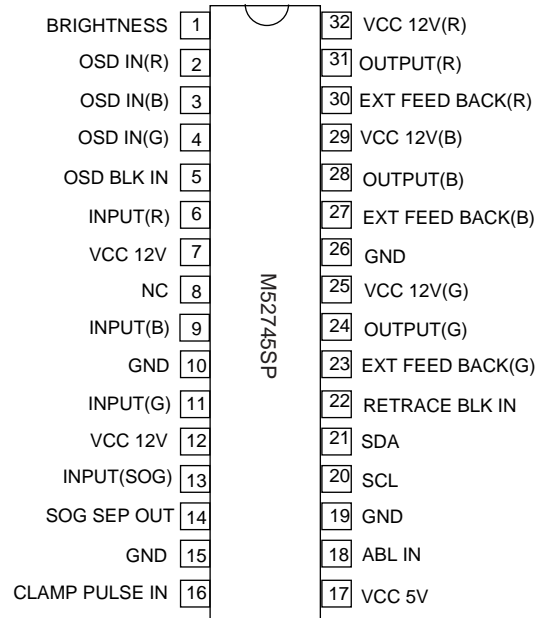 BRIGHTNESS 1 32 VCC 12V(R)
OSD IN(R) 2 31 OUTPUT(R)
OSD IN(B) 3 30 EXT FEED BACK(R)
OSD IN(G) 4 29 VCC 12V(B)
OSD BLK IN 5 28 OUTPUT(B)
INPUT(R) 6 27 EXT FEED BACK(B)
VCC 12V 7 26 GND
NC 8 25 VCC 12V(G)
INPUT(B) 9 24 OUTPUT(G)
GND 10 23 EXT FEED BACK(G)
INPUT(G) 11 22 RETRACE BLK IN
VCC 12V 12 21 SDA
INPUT(SOG) 13 20 SCL
SOG SEP OUT 14 19 GND
GND 15 18 ABL IN
CLAMP PULSE IN 16 17 VCC 5V
M52745SP